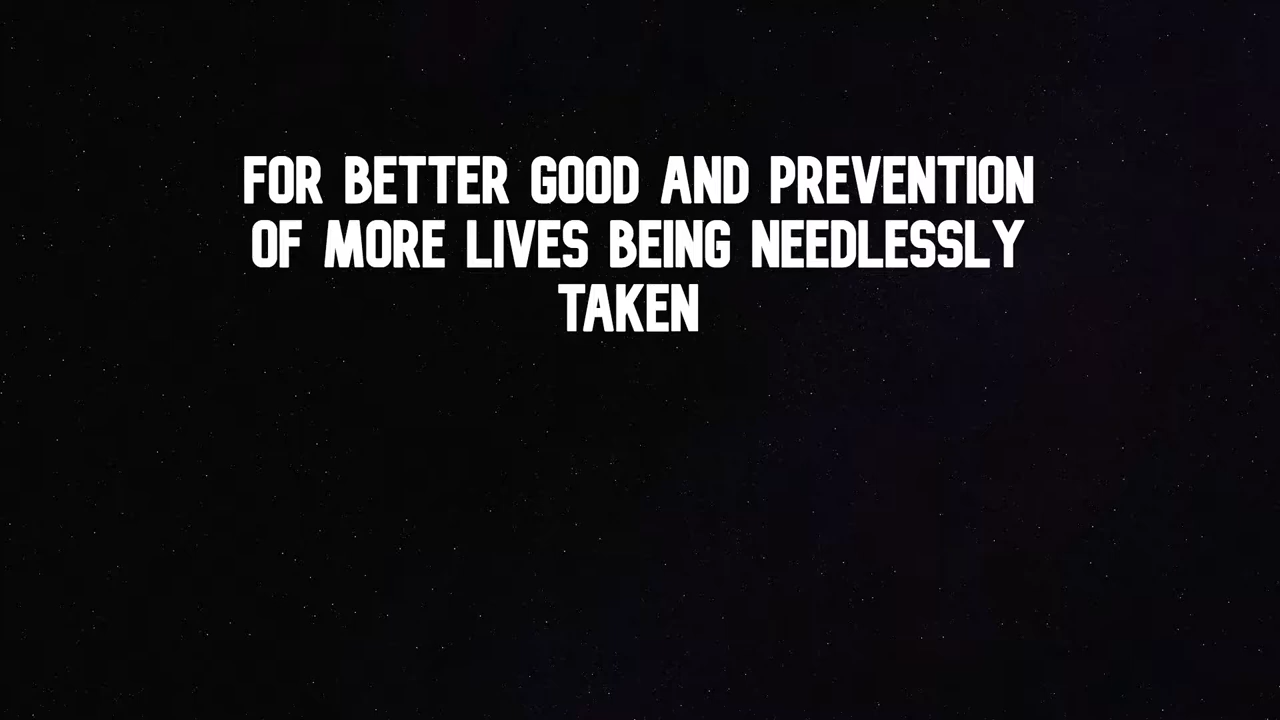 FOR BETTER GOOD AND PREVENTION
OF MORE LIVES BEING NEEDLESSLY
TAKEN